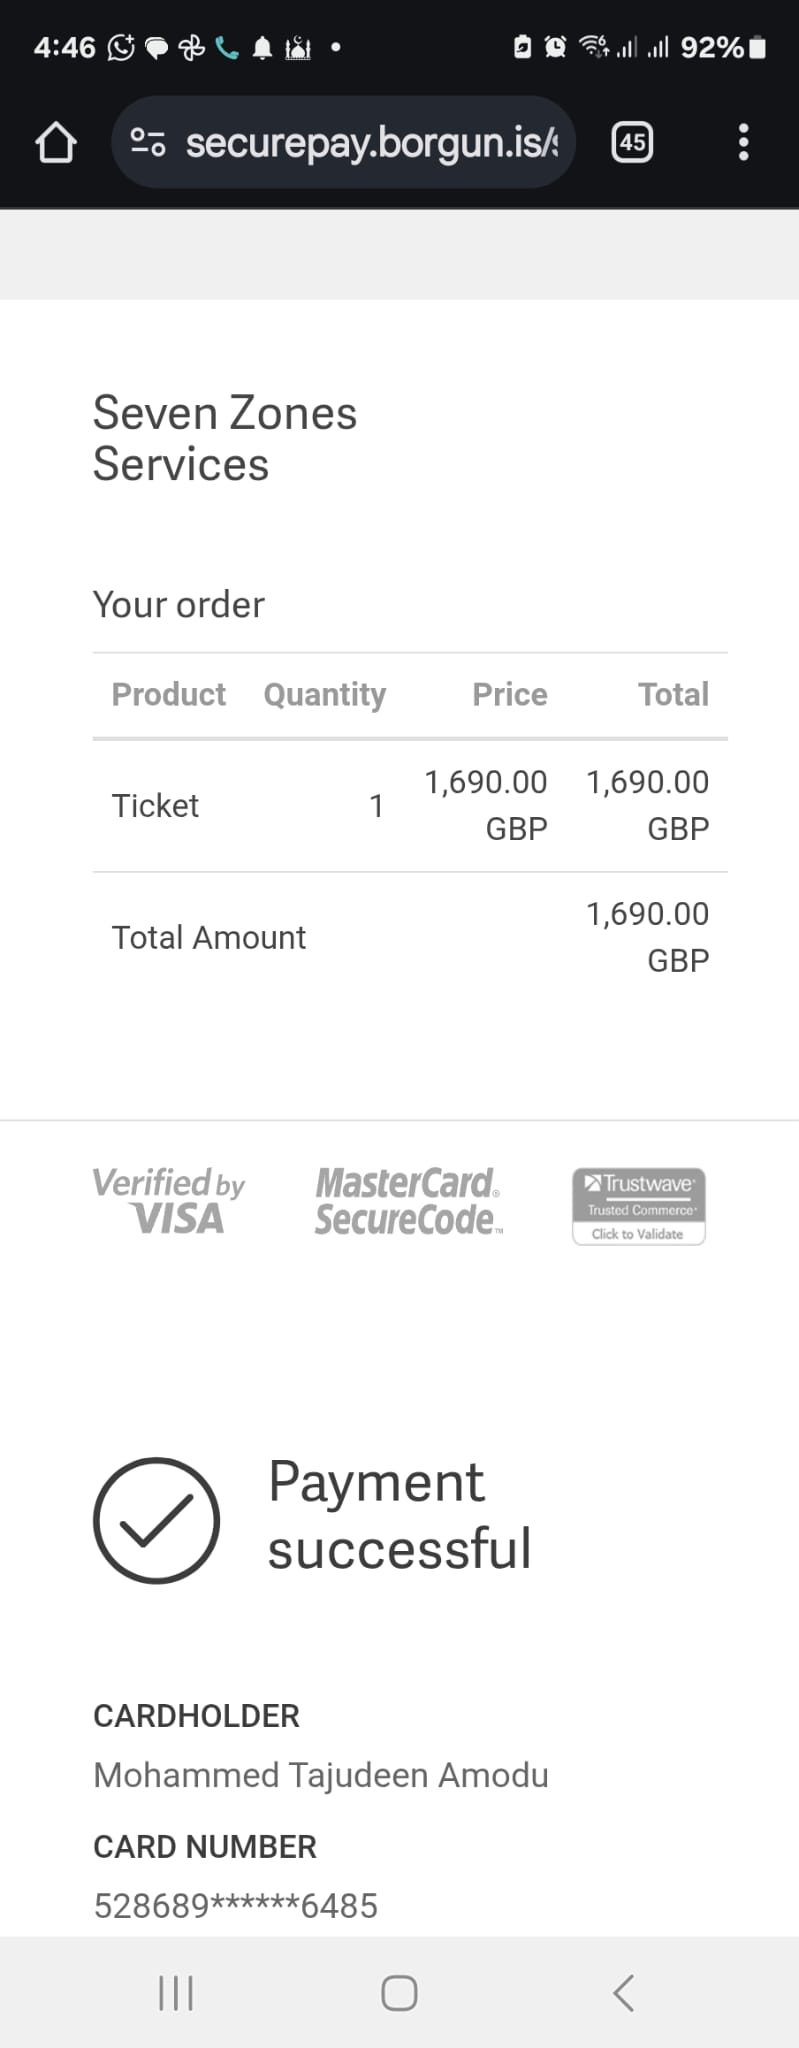 4:46 92%
securepay.borgun.is/ 45
Seven Zones
Services
Your order
Product Quantity Price Total
Ticket 1 1,690.00 GBP 1,690.00 GBP
Total Amount 1,690.00 GBP
Verified by VISA
MasterCard® SecureCode™
Trustwave®
Trusted Commerce™
Click to Validate
Payment
successful
CARDHOLDER
Mohammed Tajudeen Amodu
CARD NUMBER
528689******6485